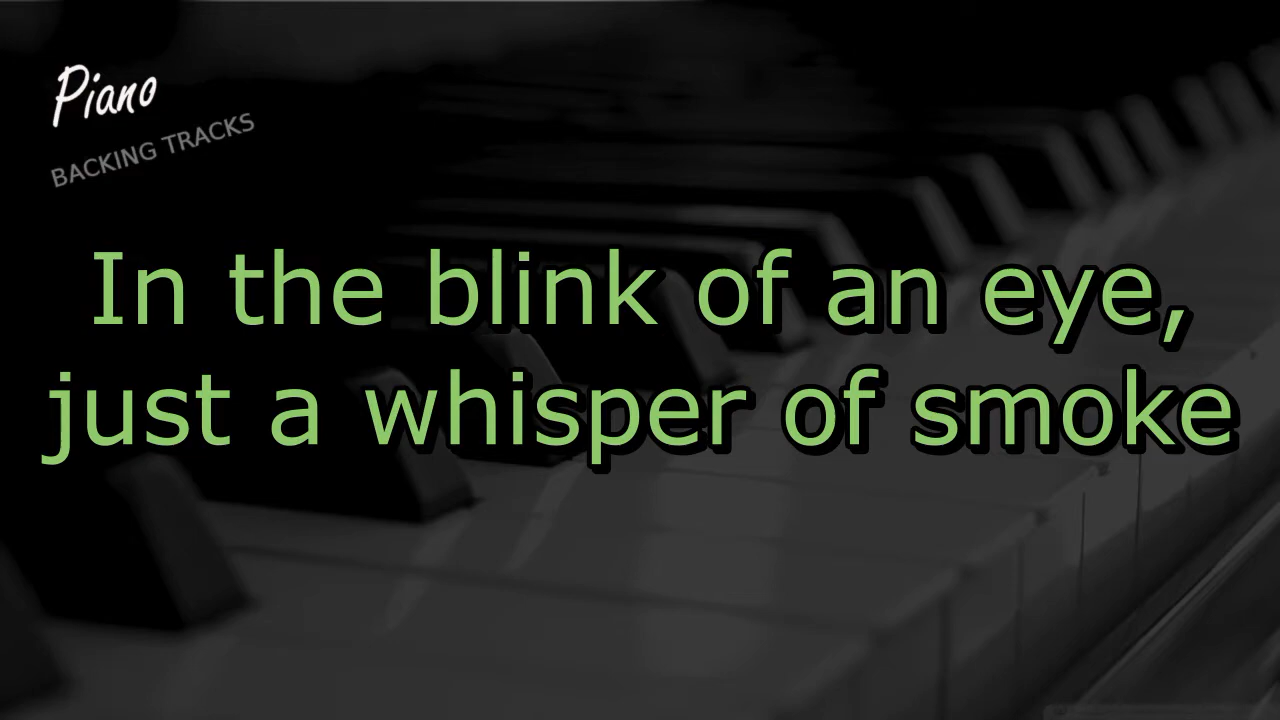 Piano
BACKING TRACKS
In the blink of an eye,
just a whisper of smoke